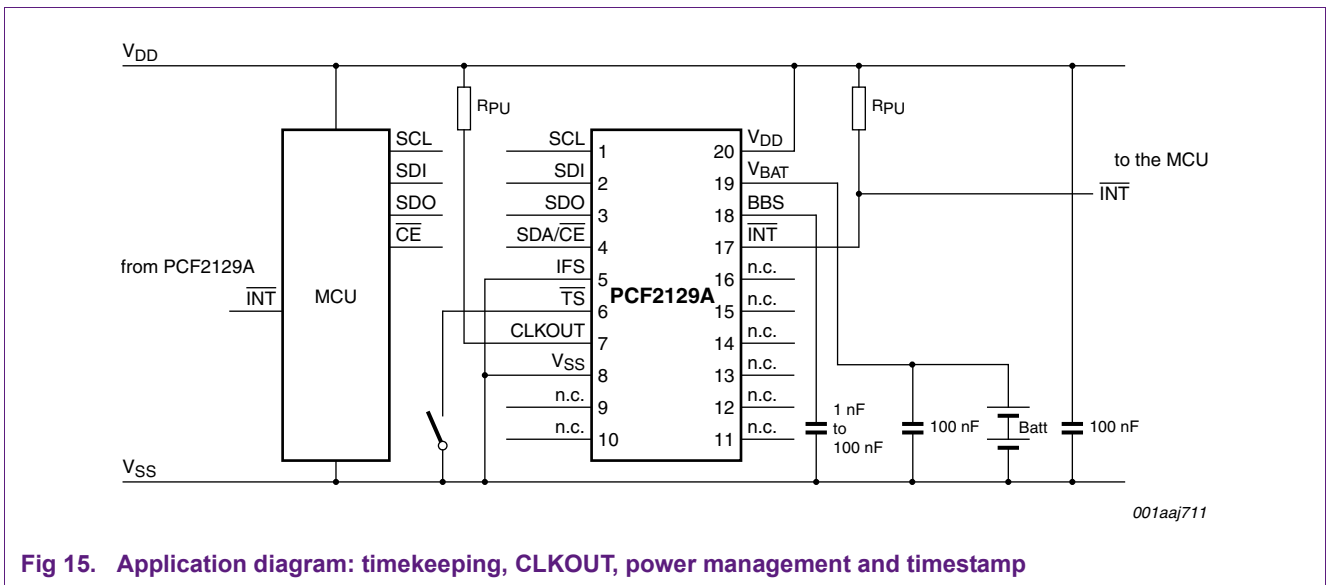 VDD
RPU
RPU
SCL
SDI
SDO
CE
from PCF2129A
INT
MCU
SCL
1
SDI
2
SDO
3
SDA/CE
4
IFS
5
TS
6
CLKOUT
7
VSS
8
n.c.
9
n.c.
10
PCF2129A
VDD
20
VBAT
19
BBS
18
INT
17
n.c.
16
n.c.
15
n.c.
14
n.c.
13
n.c.
12
n.c.
11
to the MCU
INT
1 nF
to
100 nF
100 nF
Batt
100 nF
VSS
001aaj711
Fig 15. Application diagram: timekeeping, CLKOUT, power management and timestamp